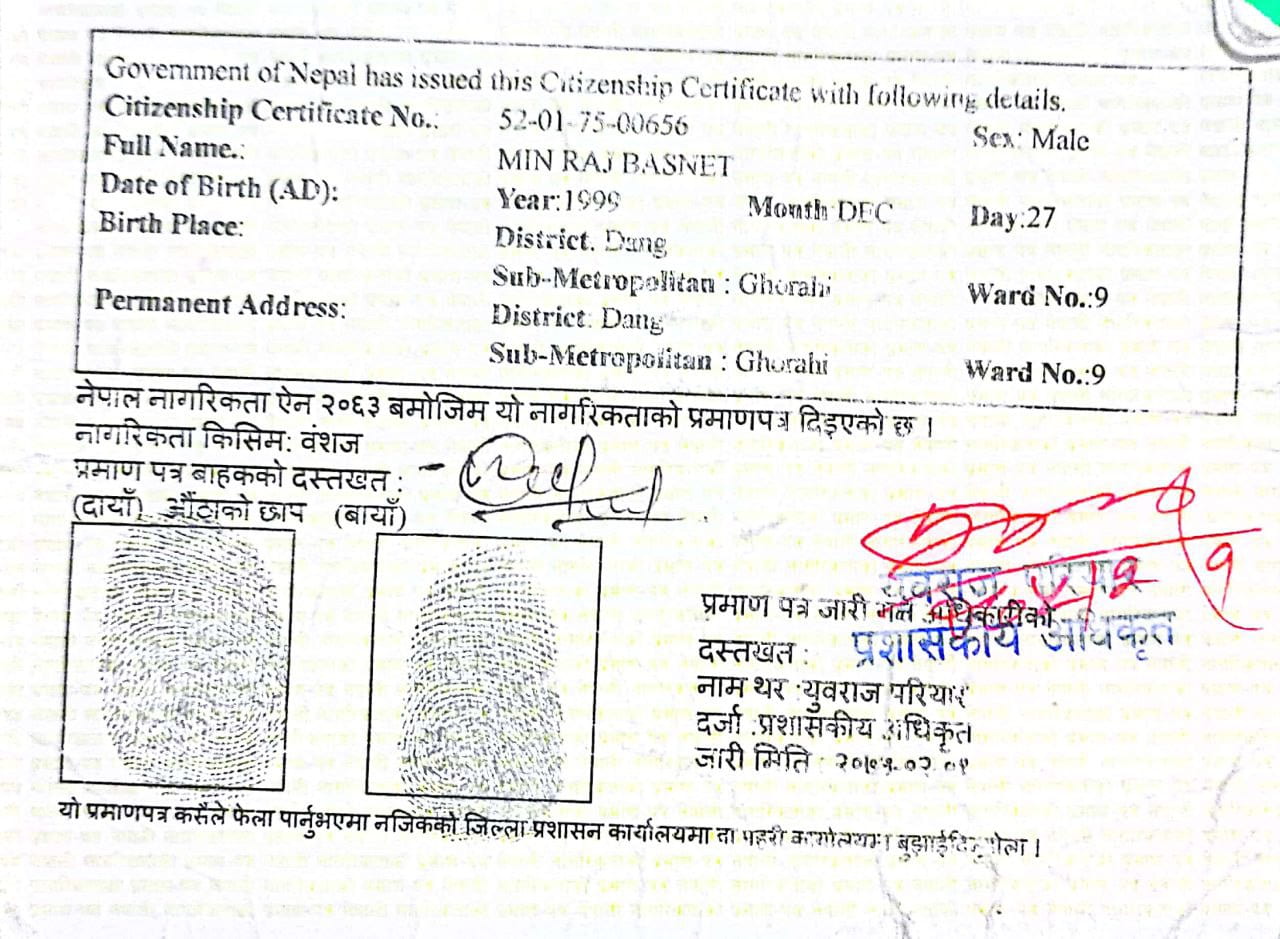 Government of Nepal has issued this Citizenship Certificate with following details.
Citizenship Certificate No.: 52-01-75-00656 Sex: Male
Full Name.: MIN RAJ BASNET
Date of Birth (AD): Year:1999 Month DEC Day:27
Birth Place: District. Dang
Sub-Metropolitan : Ghorahi Ward No.:9
Permanent Address: District: Dang
Sub-Metropolitan : Ghorahi Ward No.:9
नेपाल नागरिकता ऐन २०६३ बमोजिम यो नागरिकताको प्रमाणपत्र दिइएको छ।
नागरिकता किसिम: वंशज
प्रमाण पत्र बाहकको दस्तखत :
(दायाँ) औंठाको छाप (बायाँ)
युवराज परियार
प्रमाण पत्र जारी गर्ने अधिकारीको
प्रशासकीय अधिकृत
दस्तखत :
नाम थर :युवराज परियार
दर्जा :प्रशासकीय अधिकृत
जारी मिति :
यो प्रमाणपत्र कसैले फेला पार्नुभएमा नजिकको जिल्ला प्रशासन कार्यालयमा वा प्रहरी कार्यालयमा बुझाईदिनुहोला।